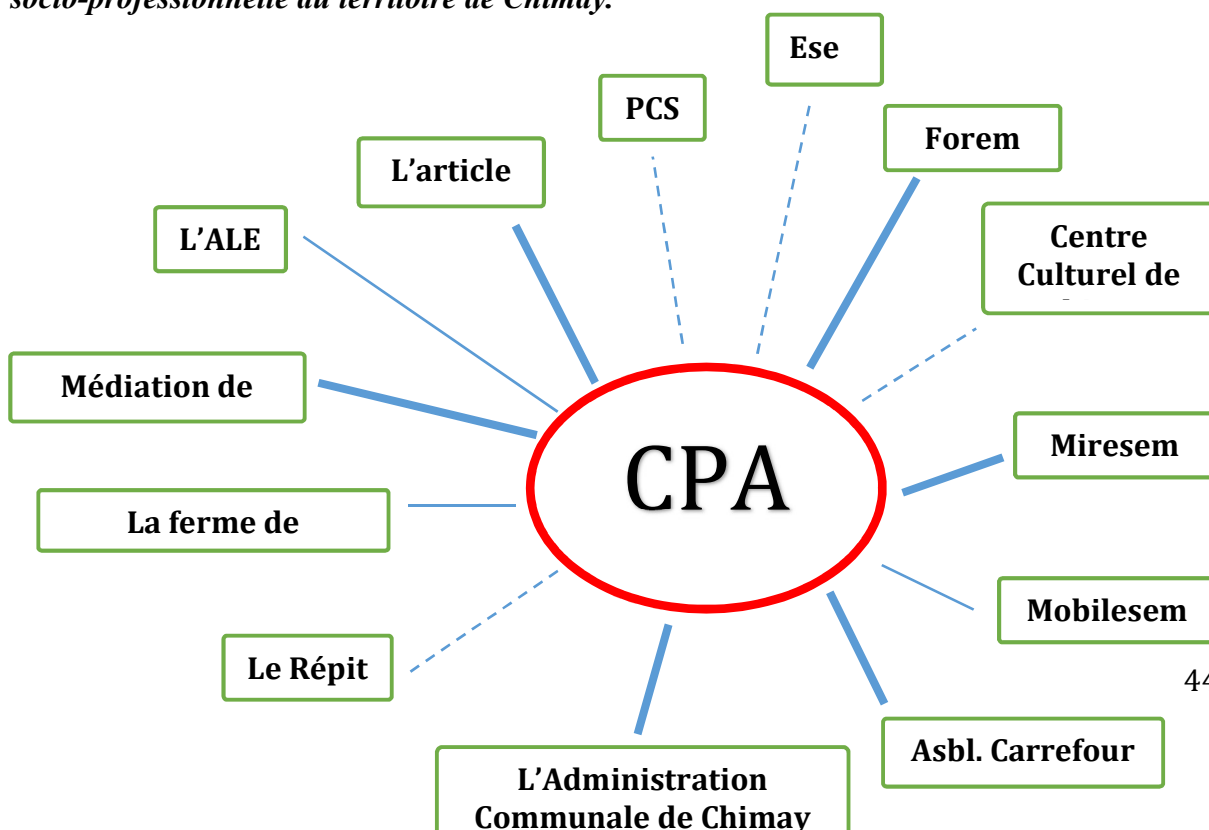 socio-professionnelle du territoire de Chimay.
Ese
PCS
Forem
L’article
L’ALE
Centre
Culturel de
Médiation de
CPA
Miresem
La ferme de
Mobilesem
Le Répit
44
Asbl. Carrefour
L’Administration
Communale de Chimay